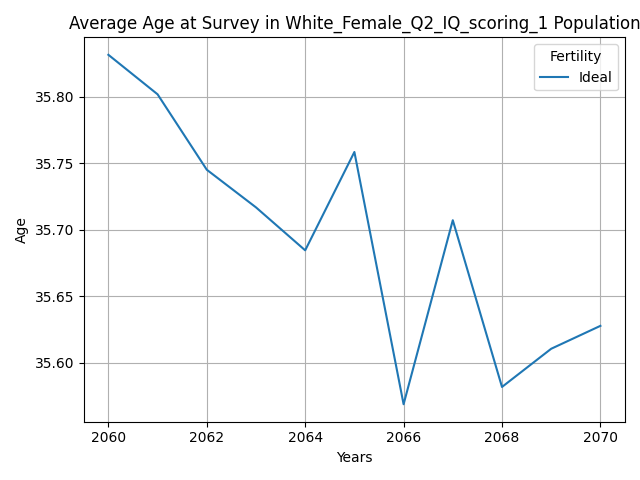 Average Age at Survey in White_Female_Q2_IQ_scoring_1 Population
Fertility
Ideal
35.80
35.75
35.70
35.65
35.60
Age
2060
2062
2064
2066
2068
2070
Years